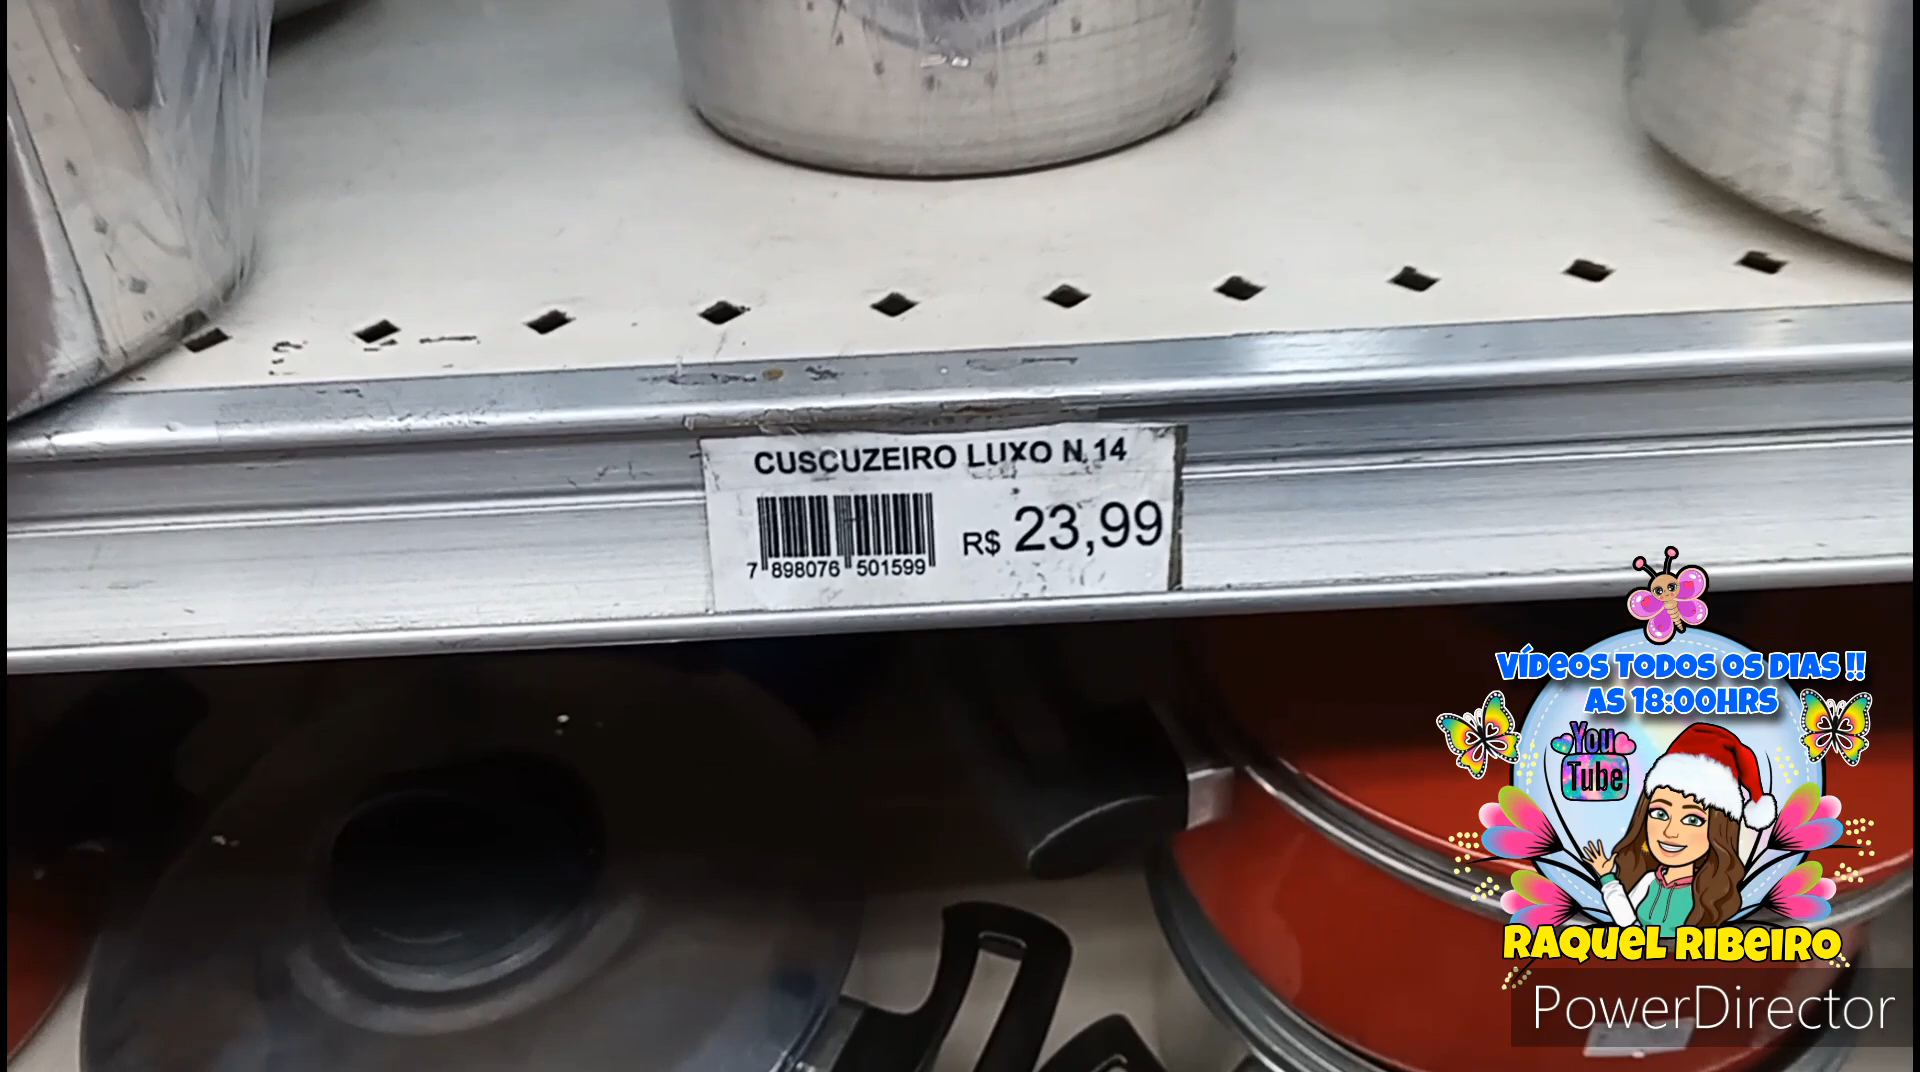 CUSCUZEIRO LUXO N.14
R$ 23,99
7 898076 501599
VÍDEOS TODOS OS DIAS !!
AS 18:00HRS
You
Tube
RAQUEL RIBEIRO
PowerDirector